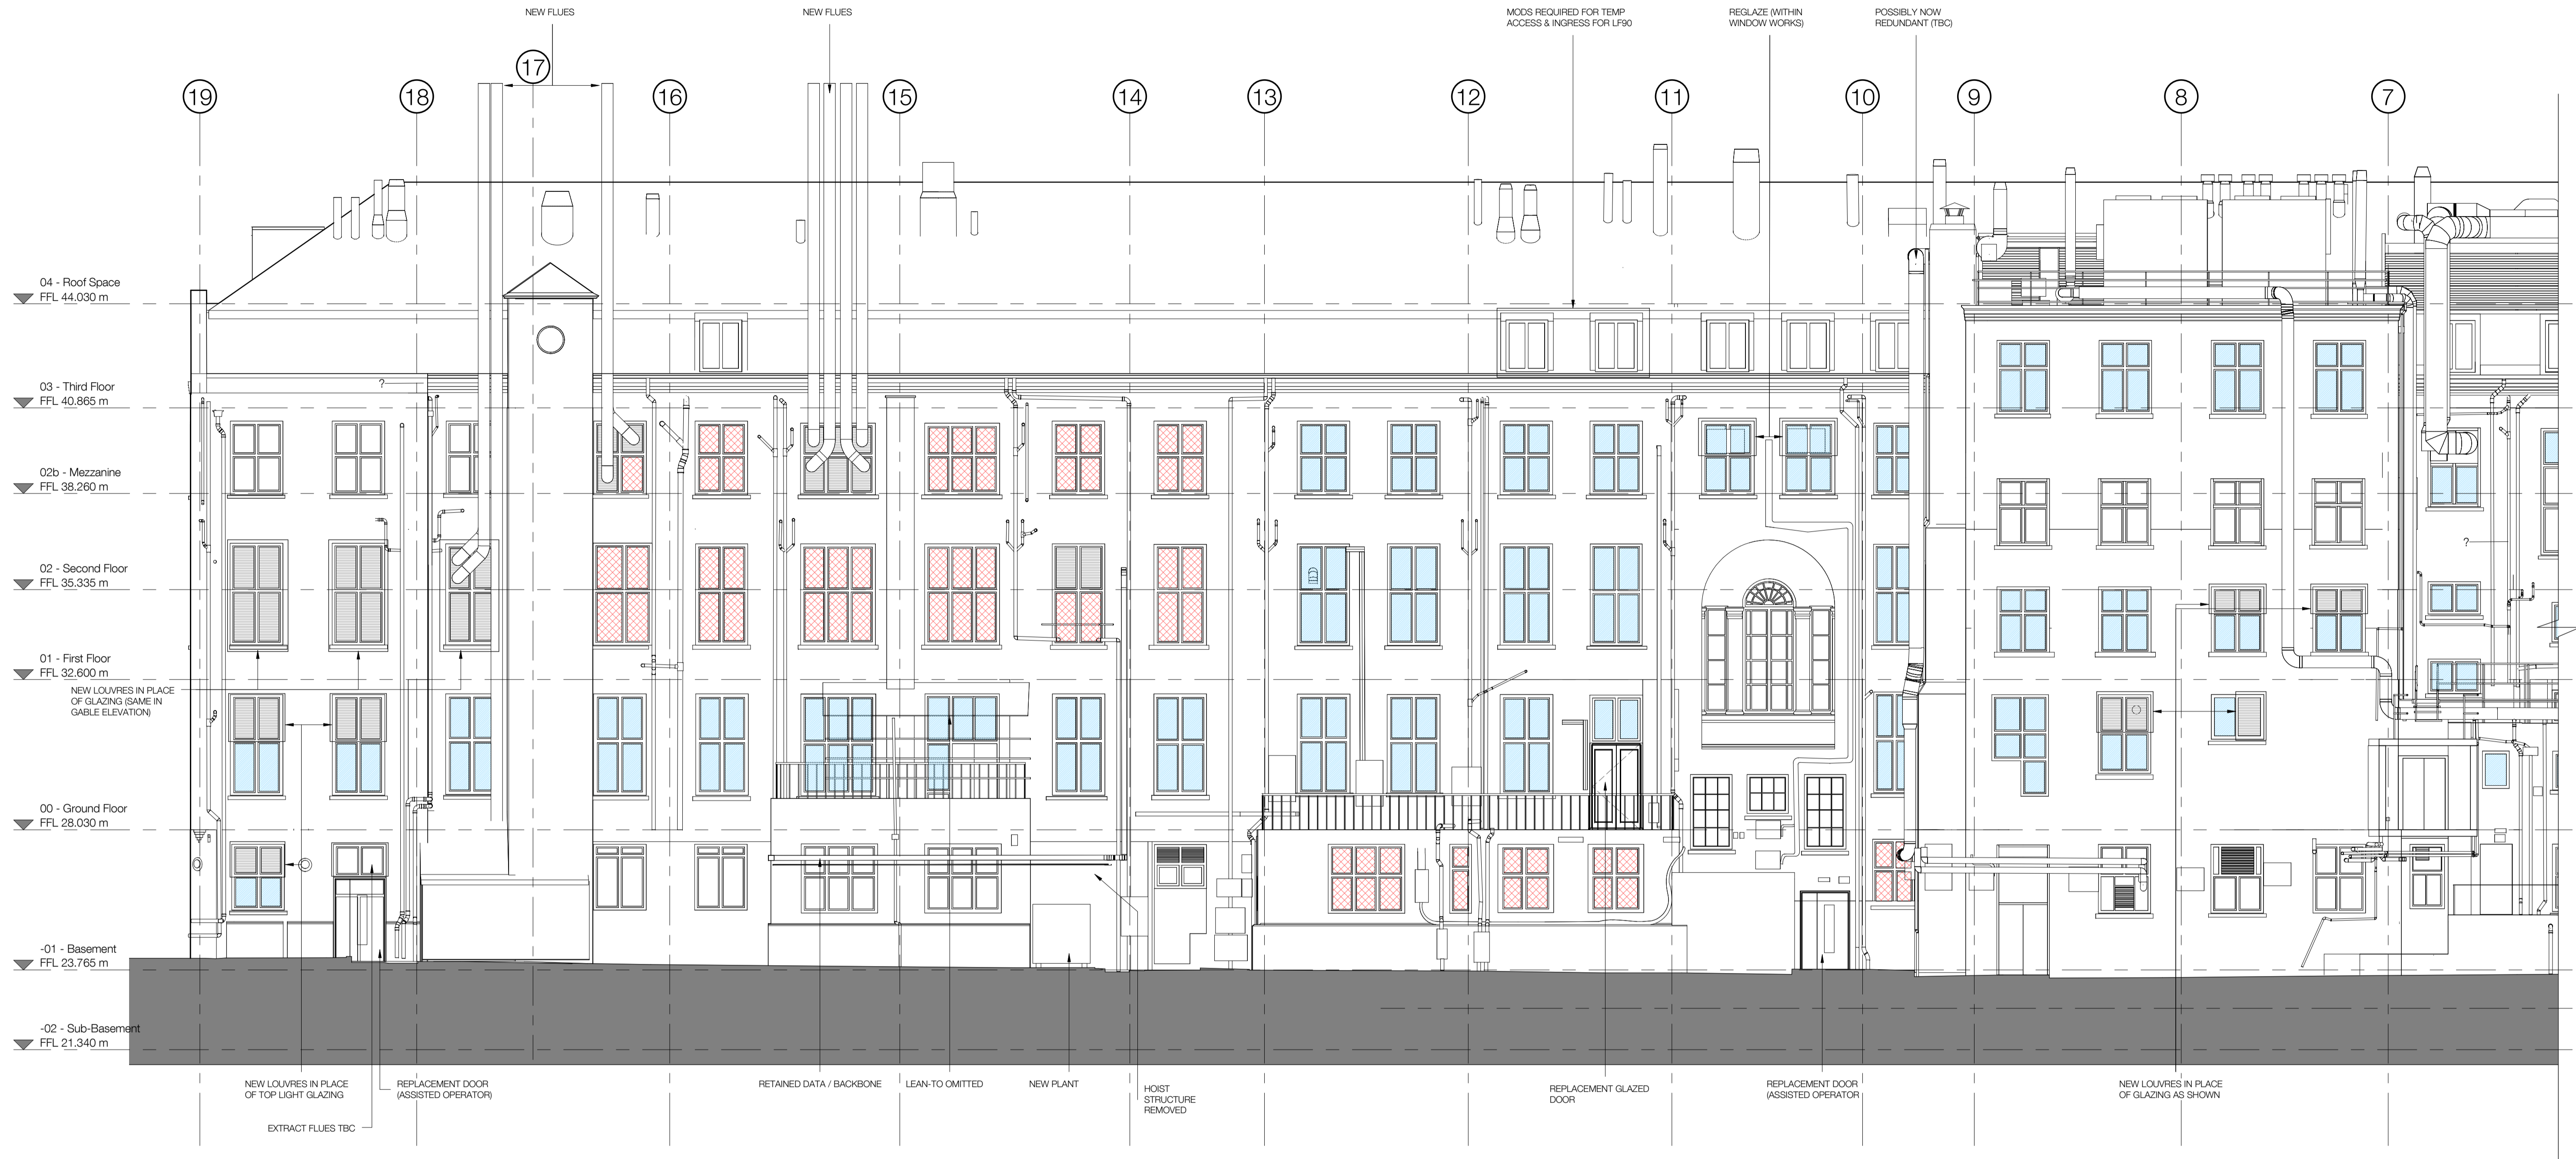 NEW FLUES
NEW FLUES
MODS REQUIRED FOR TEMP
ACCESS & INGRESS FOR LF90
REGLAZE (WITHIN
WINDOW WORKS)
POSSIBLY NOW
REDUNDANT (TBC)
19
18
17
16
15
14
13
12
11
10
9
8
7
04 - Roof Space
FFL 44.030 m
03 - Third Floor
FFL 40.865 m
?
02b - Mezzanine
FFL 38.260 m
?
02 - Second Floor
FFL 35.335 m
01 - First Floor
FFL 32.600 m
NEW LOUVRES IN PLACE
OF GLAZING (SAME IN
GABLE ELEVATION)
00 - Ground Floor
FFL 28.030 m
-01 - Basement
FFL 23.765 m
-02 - Sub-Basement
FFL 21.340 m
NEW LOUVRES IN PLACE
OF TOP LIGHT GLAZING
REPLACEMENT DOOR
(ASSISTED OPERATOR)
EXTRACT FLUES TBC
RETAINED DATA / BACKBONE
LEAN-TO OMITTED
NEW PLANT
HOIST
STRUCTURE
REMOVED
REPLACEMENT GLAZED
DOOR
REPLACEMENT DOOR
(ASSISTED OPERATOR
NEW LOUVRES IN PLACE
OF GLAZING AS SHOWN